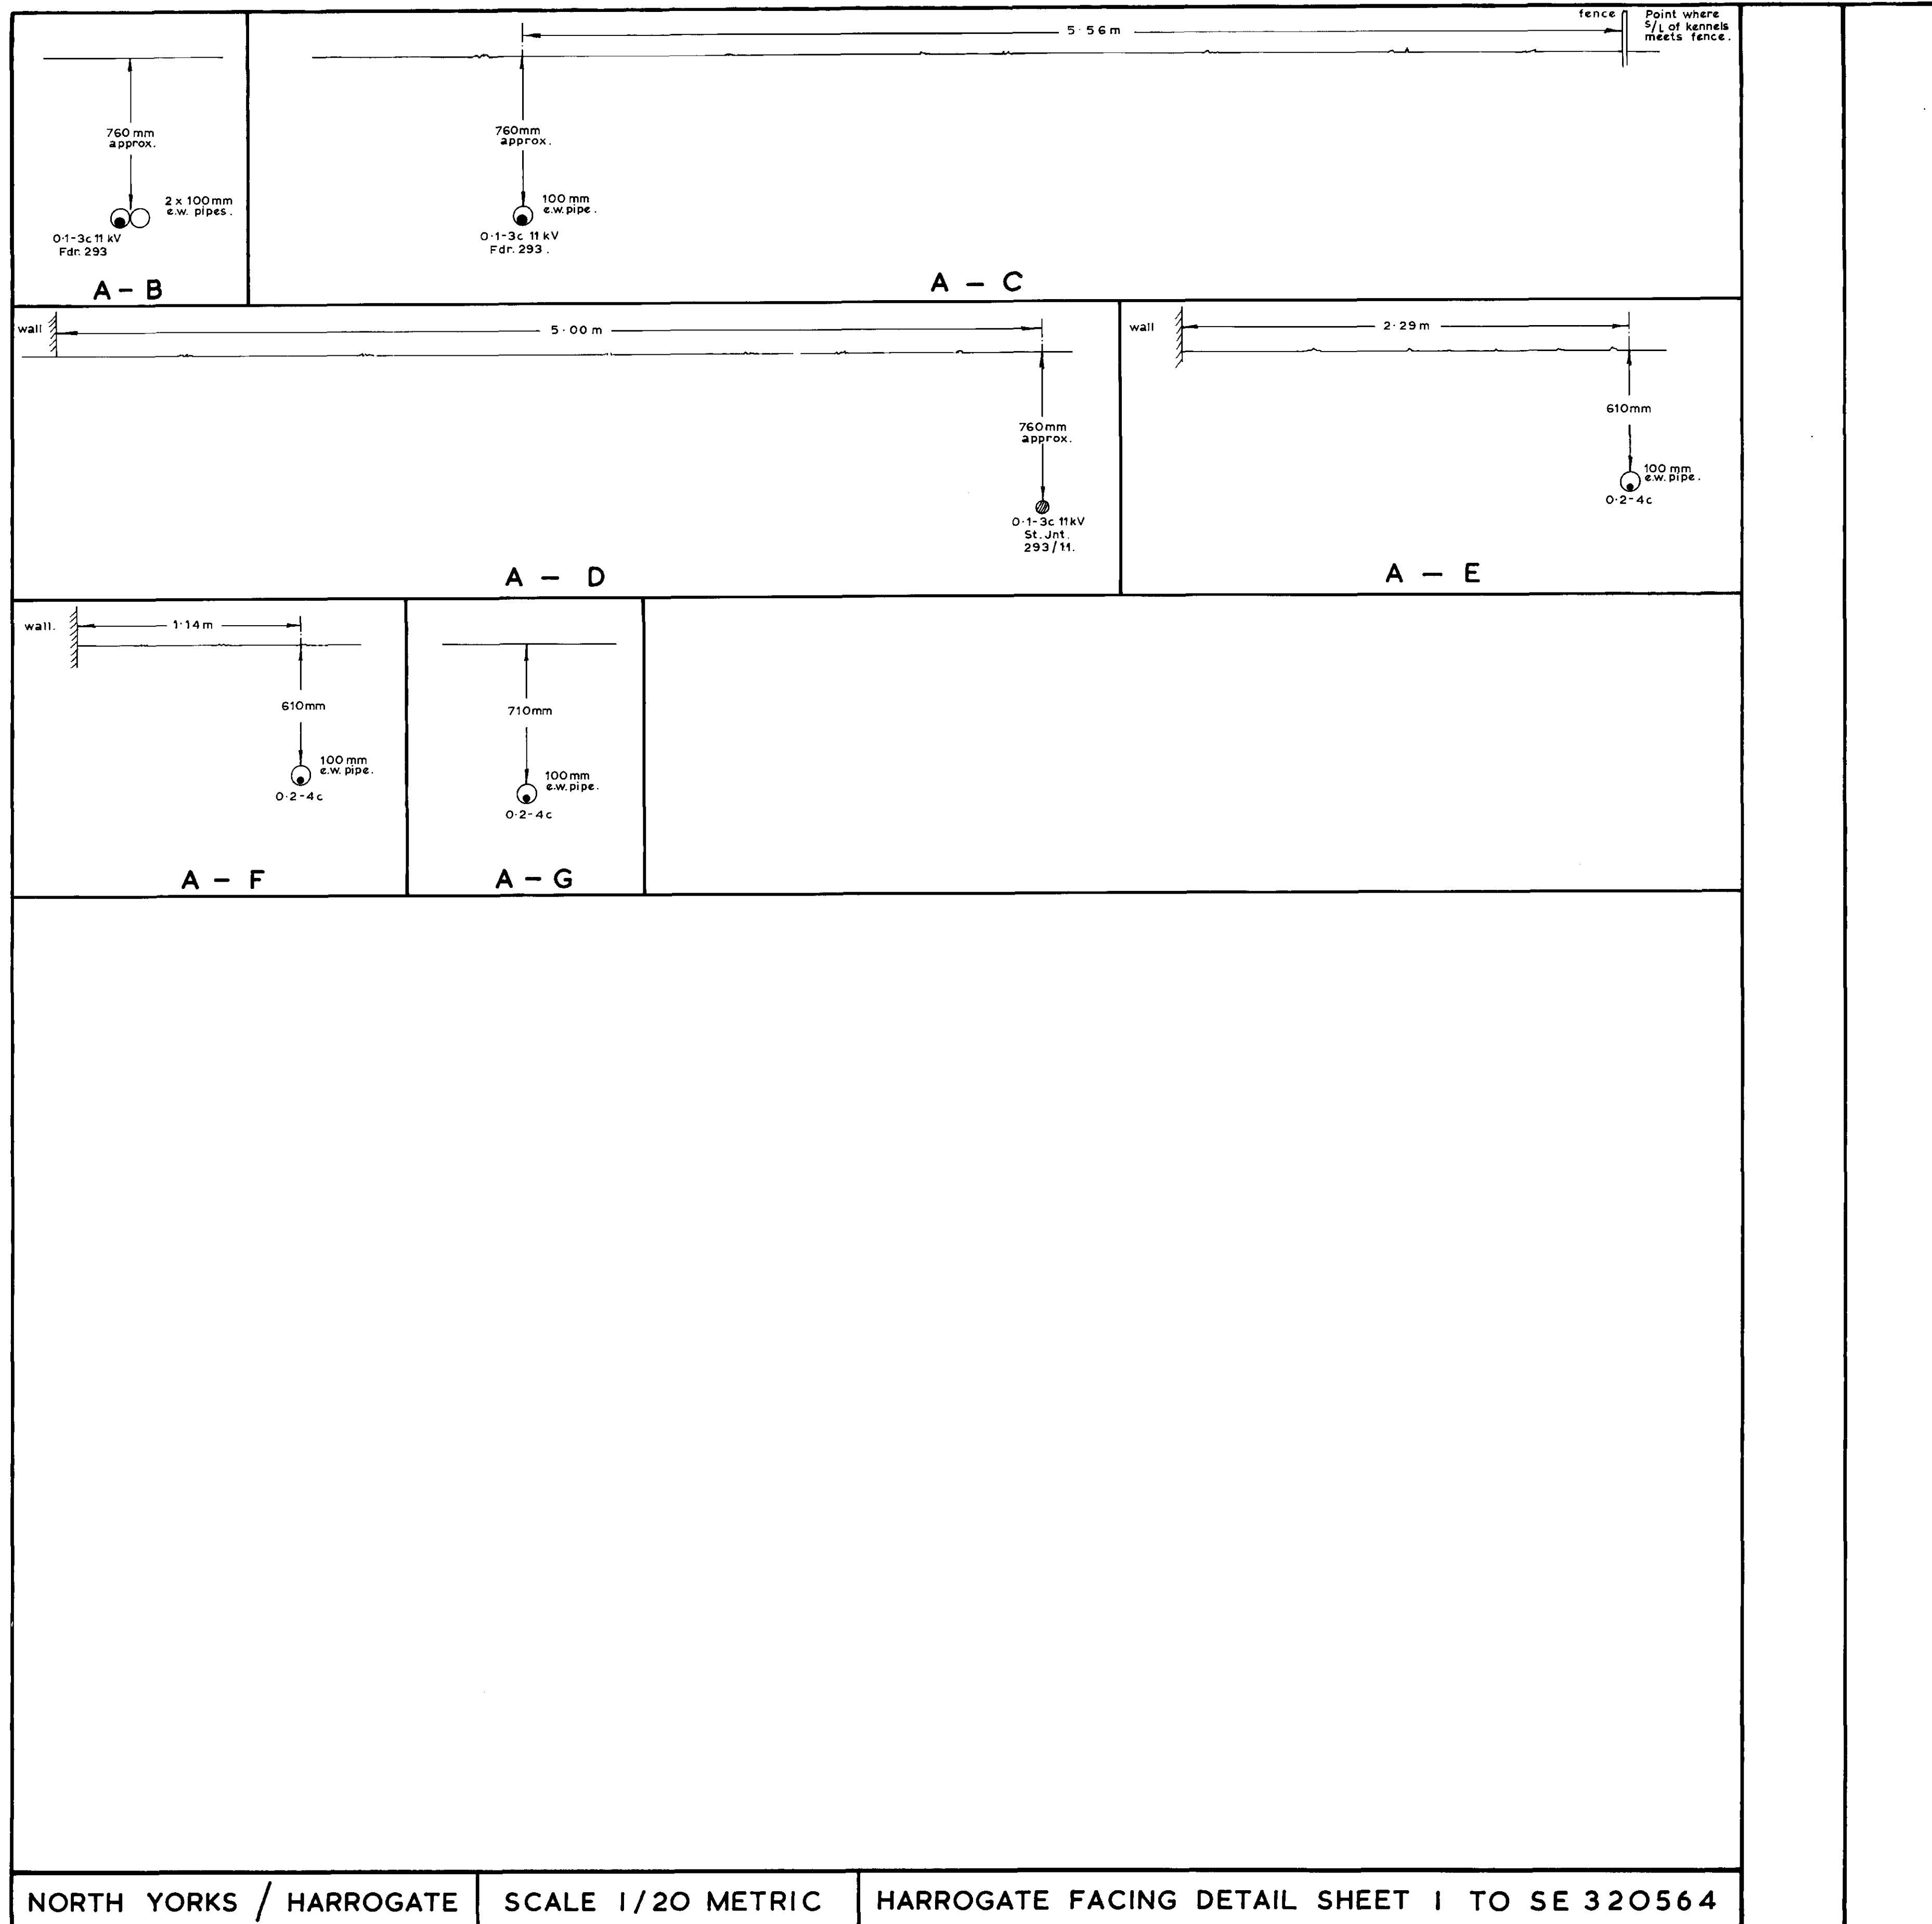 760 mm
approx.
2 x 100mm
e.w. pipes.
0·1-3c 11 kV
Fdr. 293
A - B
5·56m
fence
Point where
S/L of kennels
meets fence.
760mm
approx.
100 mm
e.w. pipe.
0·1-3c 11 kV
Fdr. 293.
A - C
wall
5·00m
760mm
approx.
0·1-3c 11kV
St. Jnt.
293/11.
A - D
wall
2·29m
610mm
100 mm
e.w. pipe.
0·2-4c
A - E
wall.
1·14m
610mm
100 mm
e.w. pipe.
0·2-4c
A - F
710mm
100mm
e.w. pipe.
0·2-4c
A - G
NORTH YORKS / HARROGATE
SCALE 1/20 METRIC
HARROGATE FACING DETAIL SHEET 1 TO SE 320564